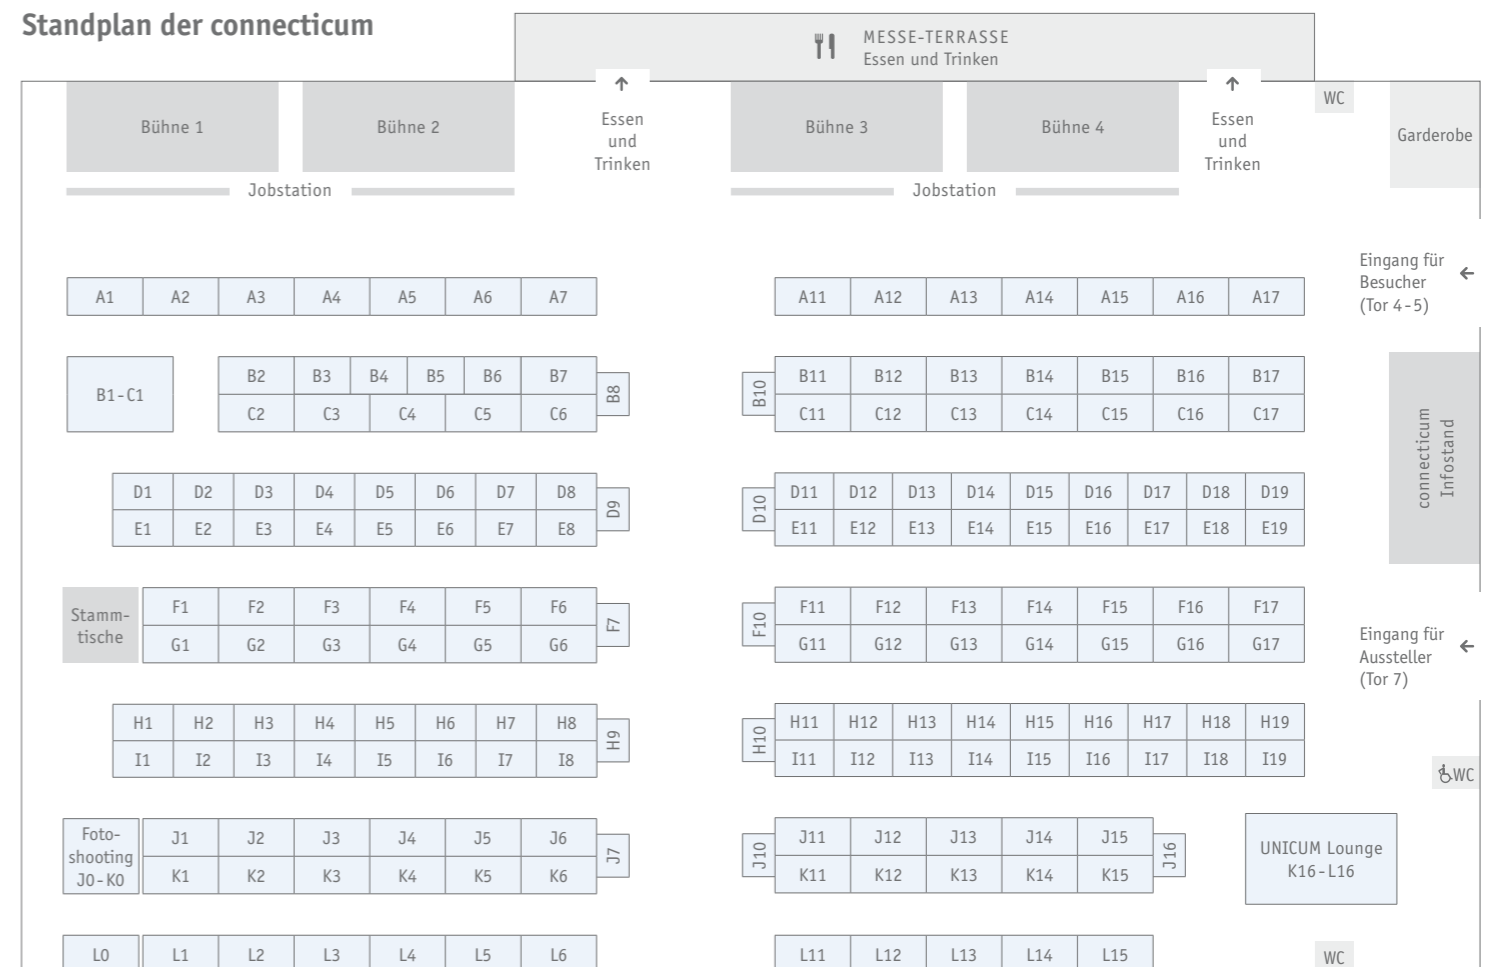 Standplan der connecticum
MESSE-TERRASSE
Essen und Trinken
Bühne 1
Bühne 2
Essen
und
Trinken
Bühne 3
Bühne 4
Essen
und
Trinken
WC
Garderobe
Jobstation
Jobstation
Eingang für
Besucher
(Tor 4-5)
A1 A2 A3 A4 A5 A6 A7
A11 A12 A13 A14 A15 A16 A17
B1-C1
B2 B3 B4 B5 B6 B7
B8
C2 C3 C4 C5 C6
B10
B11 B12 B13 B14 B15 B16 B17
C11 C12 C13 C14 C15 C16 C17
connecticum
Infostand
D1 D2 D3 D4 D5 D6 D7 D8
D9
E1 E2 E3 E4 E5 E6 E7 E8
D10
D11 D12 D13 D14 D15 D16 D17 D18 D19
E11 E12 E13 E14 E15 E16 E17 E18 E19
Stamm-
tische
F1 F2 F3 F4 F5 F6
F7
G1 G2 G3 G4 G5 G6
F10
F11 F12 F13 F14 F15 F16 F17
G11 G12 G13 G14 G15 G16 G17
Eingang für
Aussteller
(Tor 7)
H1 H2 H3 H4 H5 H6 H7 H8
H9
I1 I2 I3 I4 I5 I6 I7 I8
H10
H11 H12 H13 H14 H15 H16 H17 H18 H19
I11 I12 I13 I14 I15 I16 I17 I18 I19
WC
Foto-
shooting
J0-K0
J1 J2 J3 J4 J5 J6
J7
K1 K2 K3 K4 K5 K6
J10
J11 J12 J13 J14 J15
J16
K11 K12 K13 K14 K15
UNICUM Lounge
K16-L16
L0 L1 L2 L3 L4 L5 L6
L11 L12 L13 L14 L15
WC